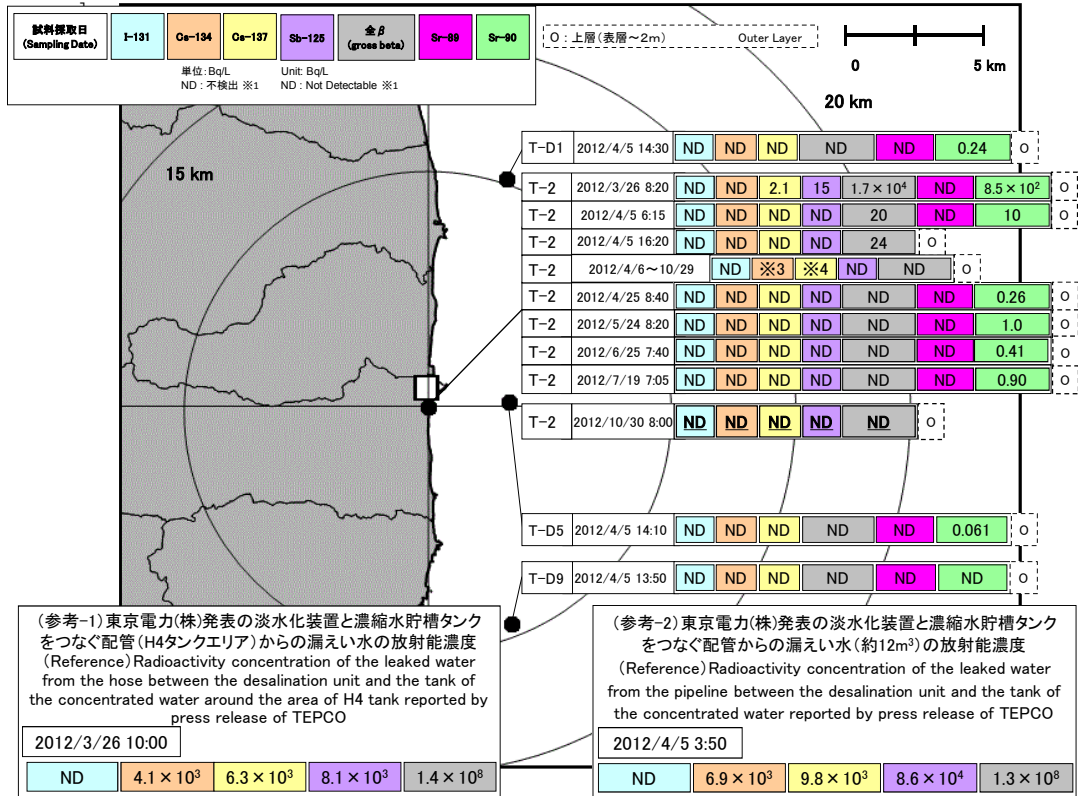 試料採取日
(Sampling Date)
I-131
Cs-134
Cs-137
Sb-125
全β
(gross beta)
Sr-89
Sr-90
単位：Bq/L Unit: Bq/L
ND：不検出 ※1 ND : Not Detectable ※1
O：上層(表層～2m) Outer Layer
0 5 km
20 km
15 km
T-D1 2012/4/5 14:30 ND ND ND ND ND 0.24 O
T-2 2012/3/26 8:20 ND ND 2.1 15 1.7×10⁴ ND 8.5×10² O
T-2 2012/4/5 6:15 ND ND ND ND 20 ND 10 O
T-2 2012/4/5 16:20 ND ND ND ND 24 O
T-2 2012/4/6～10/29 ND ※3 ※4 ND ND O
T-2 2012/4/25 8:40 ND ND ND ND ND ND 0.26 O
T-2 2012/5/24 8:20 ND ND ND ND ND ND 1.0 O
T-2 2012/6/25 7:40 ND ND ND ND ND ND 0.41 O
T-2 2012/7/19 7:05 ND ND ND ND ND ND 0.90 O
T-2 2012/10/30 8:00 ND ND ND ND ND O
T-D5 2012/4/5 14:10 ND ND ND ND ND 0.061 O
T-D9 2012/4/5 13:50 ND ND ND ND ND ND O
(参考-1)東京電力(株)発表の淡水化装置と濃縮水貯槽タンク
をつなぐ配管(H4タンクエリア)からの漏えい水の放射能濃度
(Reference)Radioactivity concentration of the leaked water
from the hose between the desalination unit and the tank of
the concentrated water around the area of H4 tank reported by
press release of TEPCO
2012/3/26 10:00
ND 4.1×10³ 6.3×10³ 8.1×10³ 1.4×10⁸
(参考-2)東京電力(株)発表の淡水化装置と濃縮水貯槽タンク
をつなぐ配管からの漏えい水(約12m³)の放射能濃度
(Reference)Radioactivity concentration of the leaked water
from the pipeline between the desalination unit and the tank of
the concentrated water reported by press release of TEPCO
2012/4/5 3:50
ND 6.9×10³ 9.8×10³ 8.6×10⁴ 1.3×10⁸